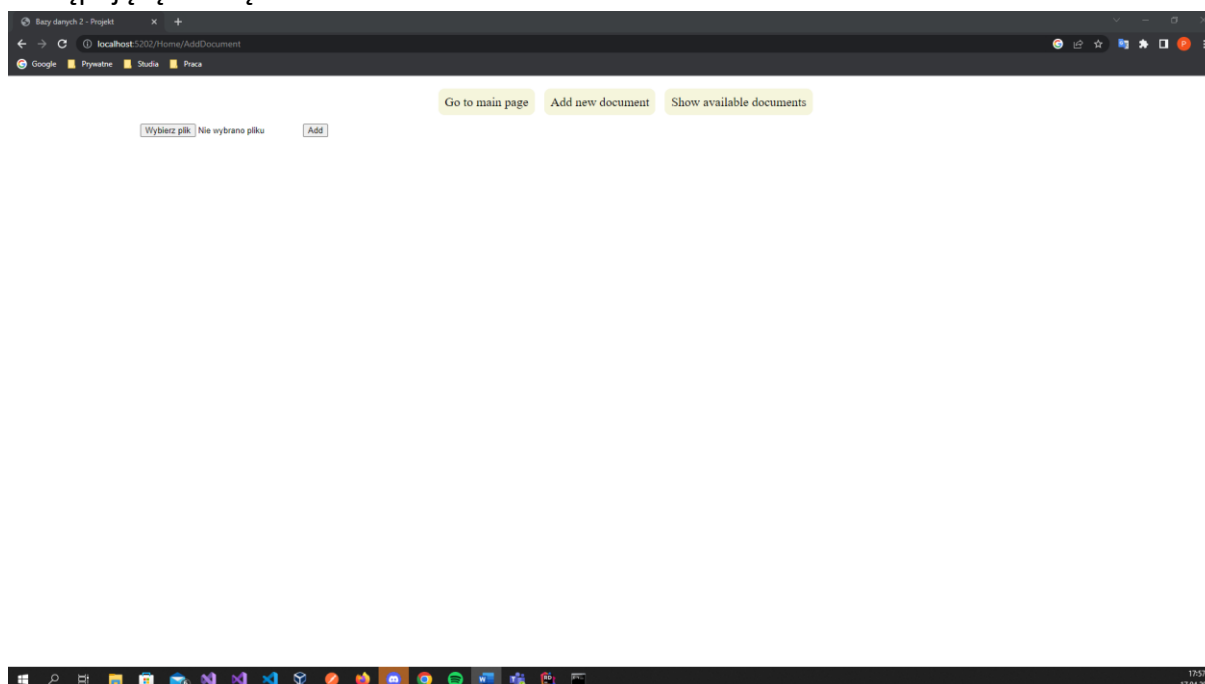 Bazy danych 2 - Projekt
localhost:5202/Home/AddDocument
Google Prywatne Studia Praca
Go to main page Add new document Show available documents
Wybierz plik Nie wybrano pliku Add
17:57